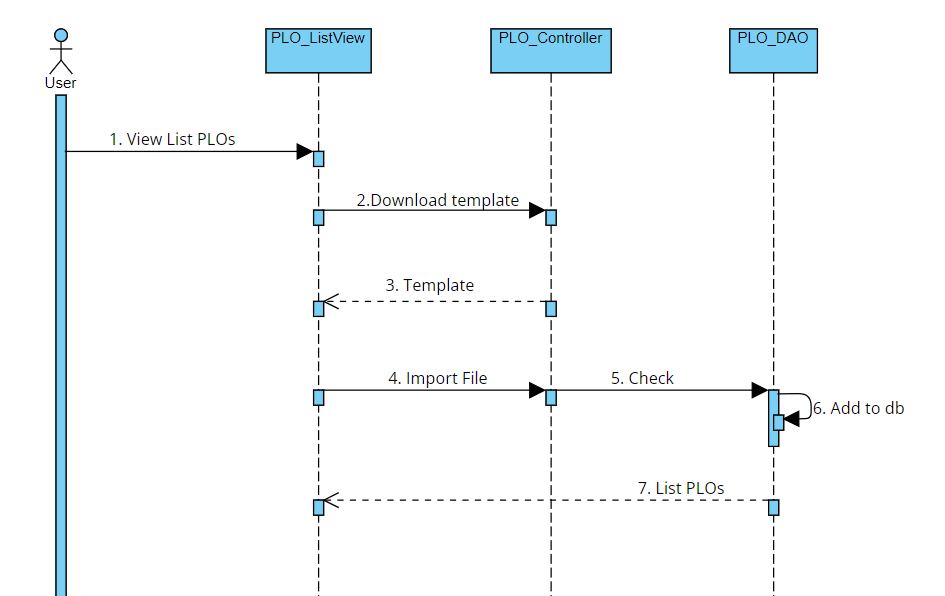 PLO_ListView
PLO_Controller
PLO_DAO
User
1. View List PLOs
2.Download template
3. Template
4. Import File
5. Check
6. Add to db
7. List PLOs